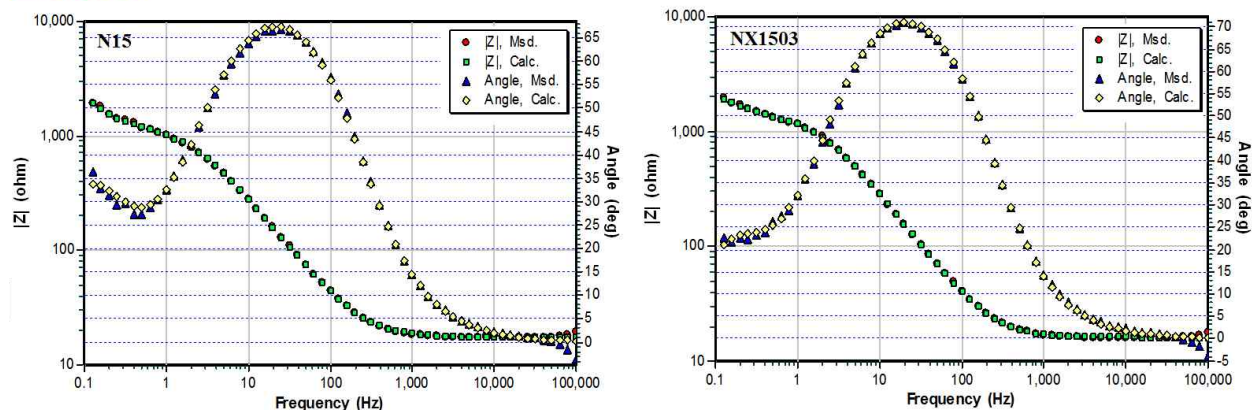 N15
|Z|, Msd.
|Z|, Calc.
Angle, Msd.
Angle, Calc.
10,000
1,000
100
10
|Z| (ohm)
65
60
55
50
45
40
35
30
25
20
15
10
5
0
Angle (deg)
0.1 1 10 100 1,000 10,000 100,000
Frequency (Hz)
NX1503
|Z|, Msd.
|Z|, Calc.
Angle, Msd.
Angle, Calc.
10,000
1,000
100
10
|Z| (ohm)
70
65
60
55
50
45
40
35
30
25
20
15
10
5
0
-5
Angle (deg)
0.1 1 10 100 1,000 10,000 100,000
Frequency (Hz)